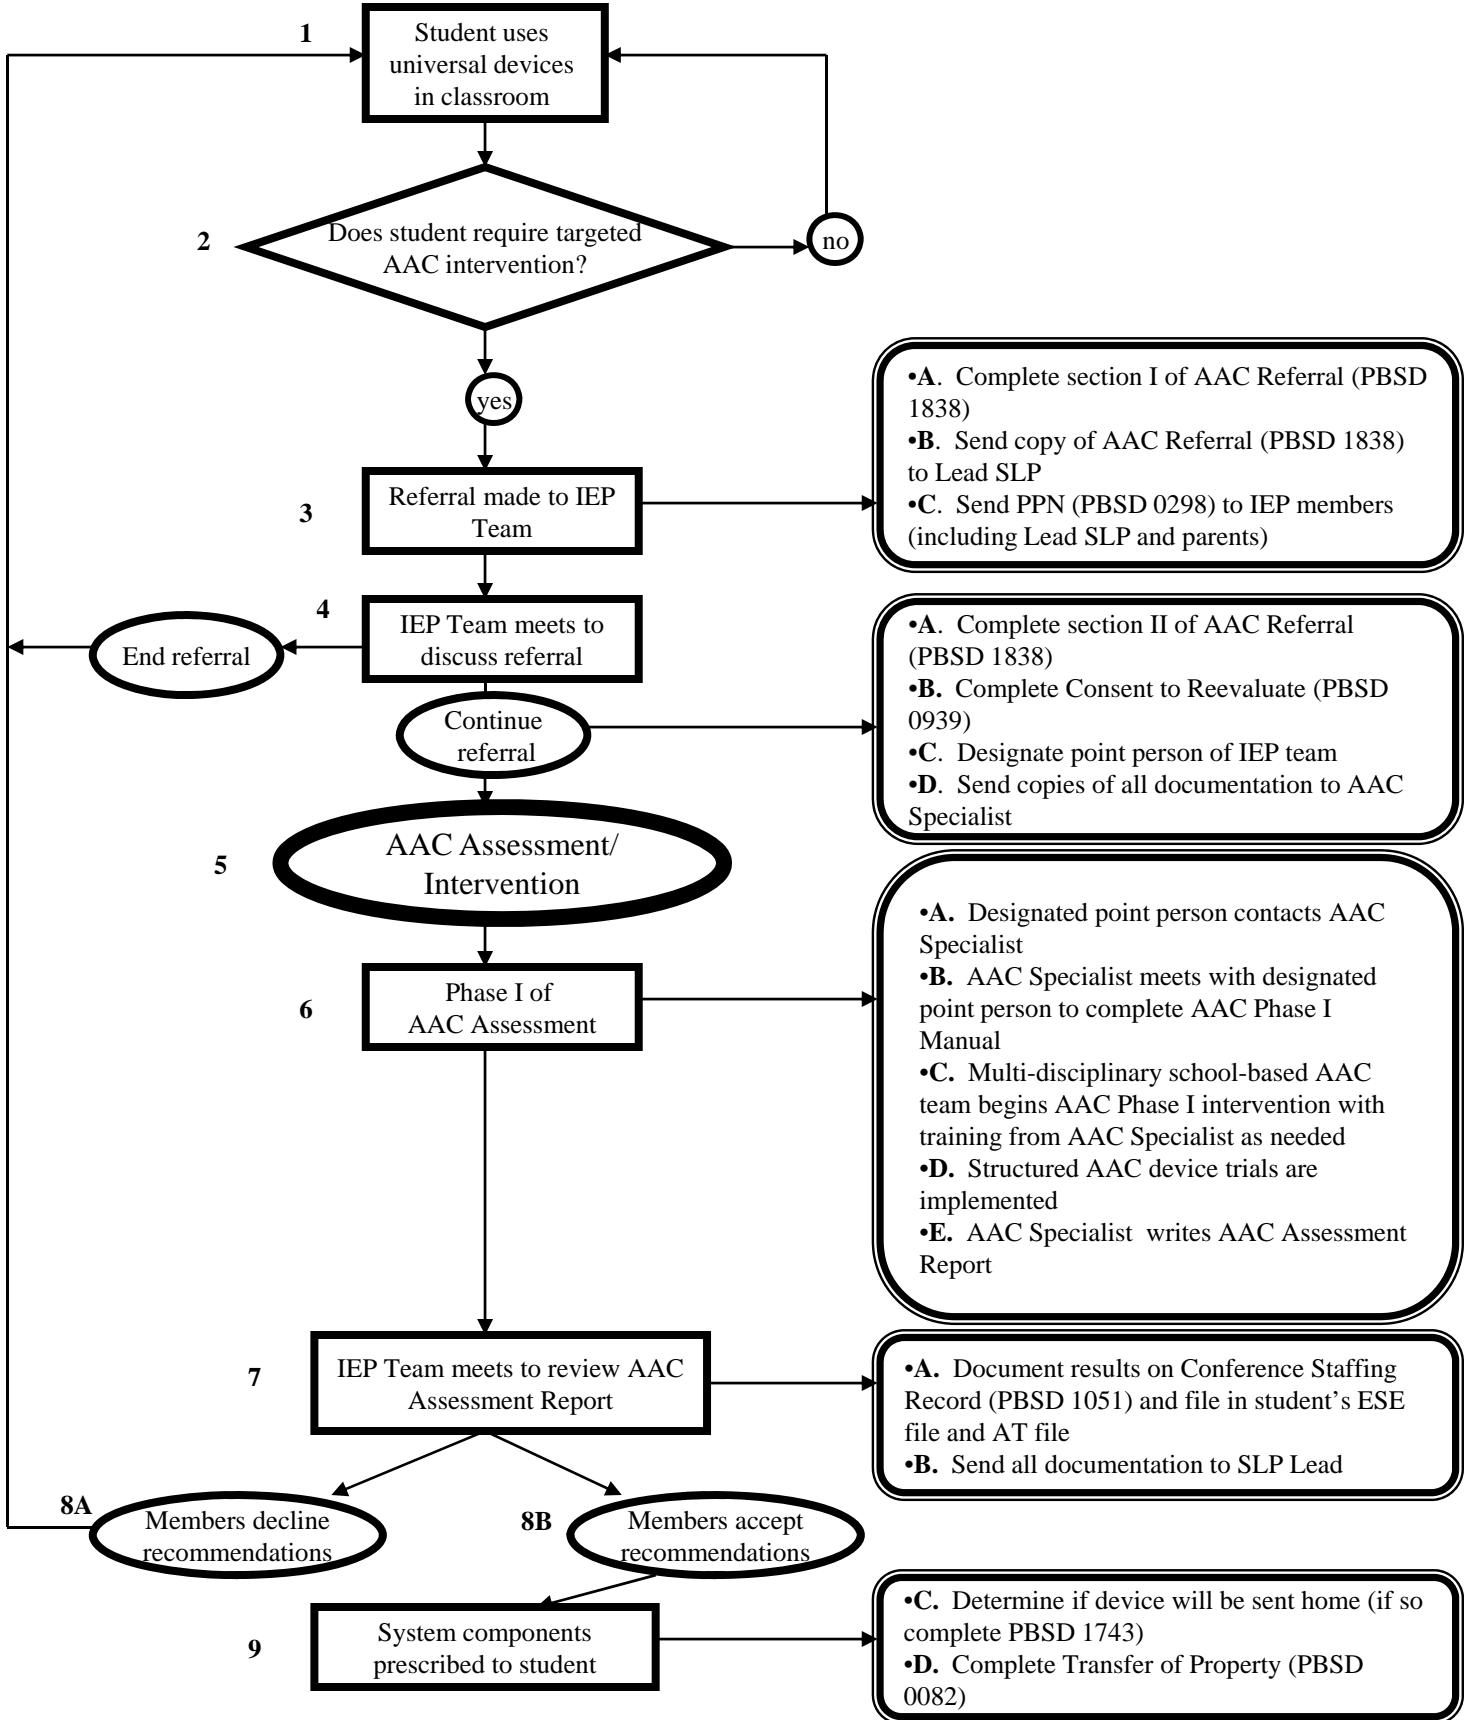 1
Student uses
universal devices
in classroom
2
Does student require targeted
AAC intervention?
no
yes
3
Referral made to IEP
Team
•A.  Complete section I of AAC Referral (PBSD
1838)
•B.  Send copy of AAC Referral (PBSD 1838)
to Lead SLP
•C.  Send PPN (PBSD 0298) to IEP members
(including Lead SLP and parents)
4
IEP Team meets to
discuss referral
End referral
Continue
referral
•A.  Complete section II of AAC Referral
(PBSD 1838)
•B.  Complete Consent to Reevaluate (PBSD
0939)
•C.  Designate point person of IEP team
•D.  Send copies of all documentation to AAC
Specialist
5
AAC Assessment/
Intervention
6
Phase I of
AAC Assessment
•A.  Designated point person contacts AAC
Specialist
•B.  AAC Specialist meets with designated
point person to complete AAC Phase I
Manual
•C.  Multi-disciplinary school-based AAC
team begins AAC Phase I intervention with
training from AAC Specialist as needed
•D.  Structured AAC device trials are
implemented
•E.  AAC Specialist  writes AAC Assessment
Report
7
IEP Team meets to review AAC
Assessment Report
•A.  Document results on Conference Staffing
Record (PBSD 1051) and file in student’s ESE
file and AT file
•B.  Send all documentation to SLP Lead
8A
Members decline
recommendations
8B
Members accept
recommendations
9
System components
prescribed to student
•C.  Determine if device will be sent home (if so
complete PBSD 1743)
•D.  Complete Transfer of Property (PBSD
0082)